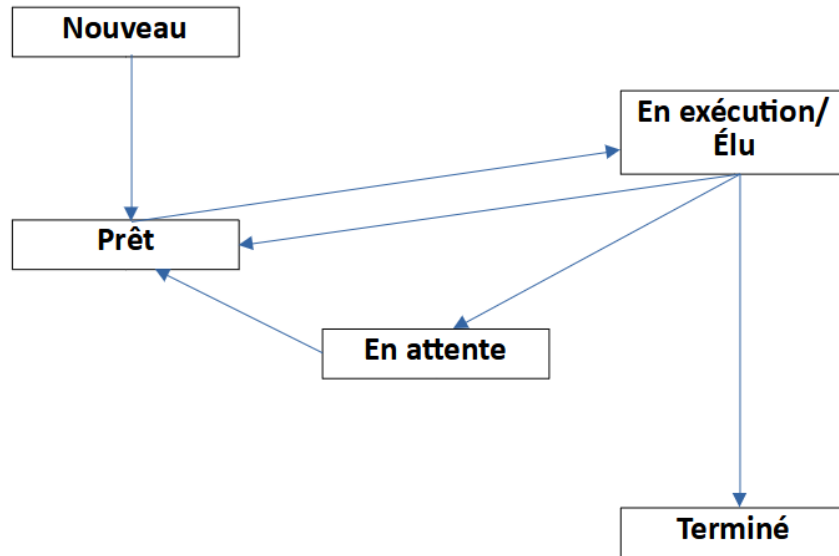 Nouveau
En exécution/
Élu
Prêt
En attente
Terminé